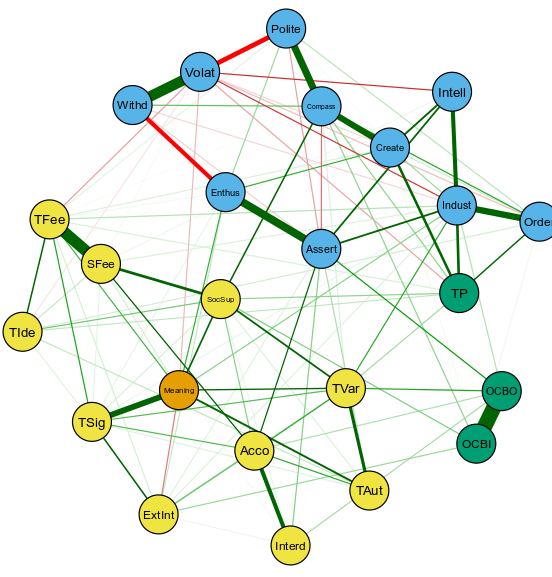 Polite
Volat
Withd
Compass
Intell
Create
Enthus
Indust
Orde
TFee
Assert
SFee
TP
SocSup
TIde
Meaning
TVar
OCBO
TSig
OCBI
Acco
TAut
ExtInt
Interd